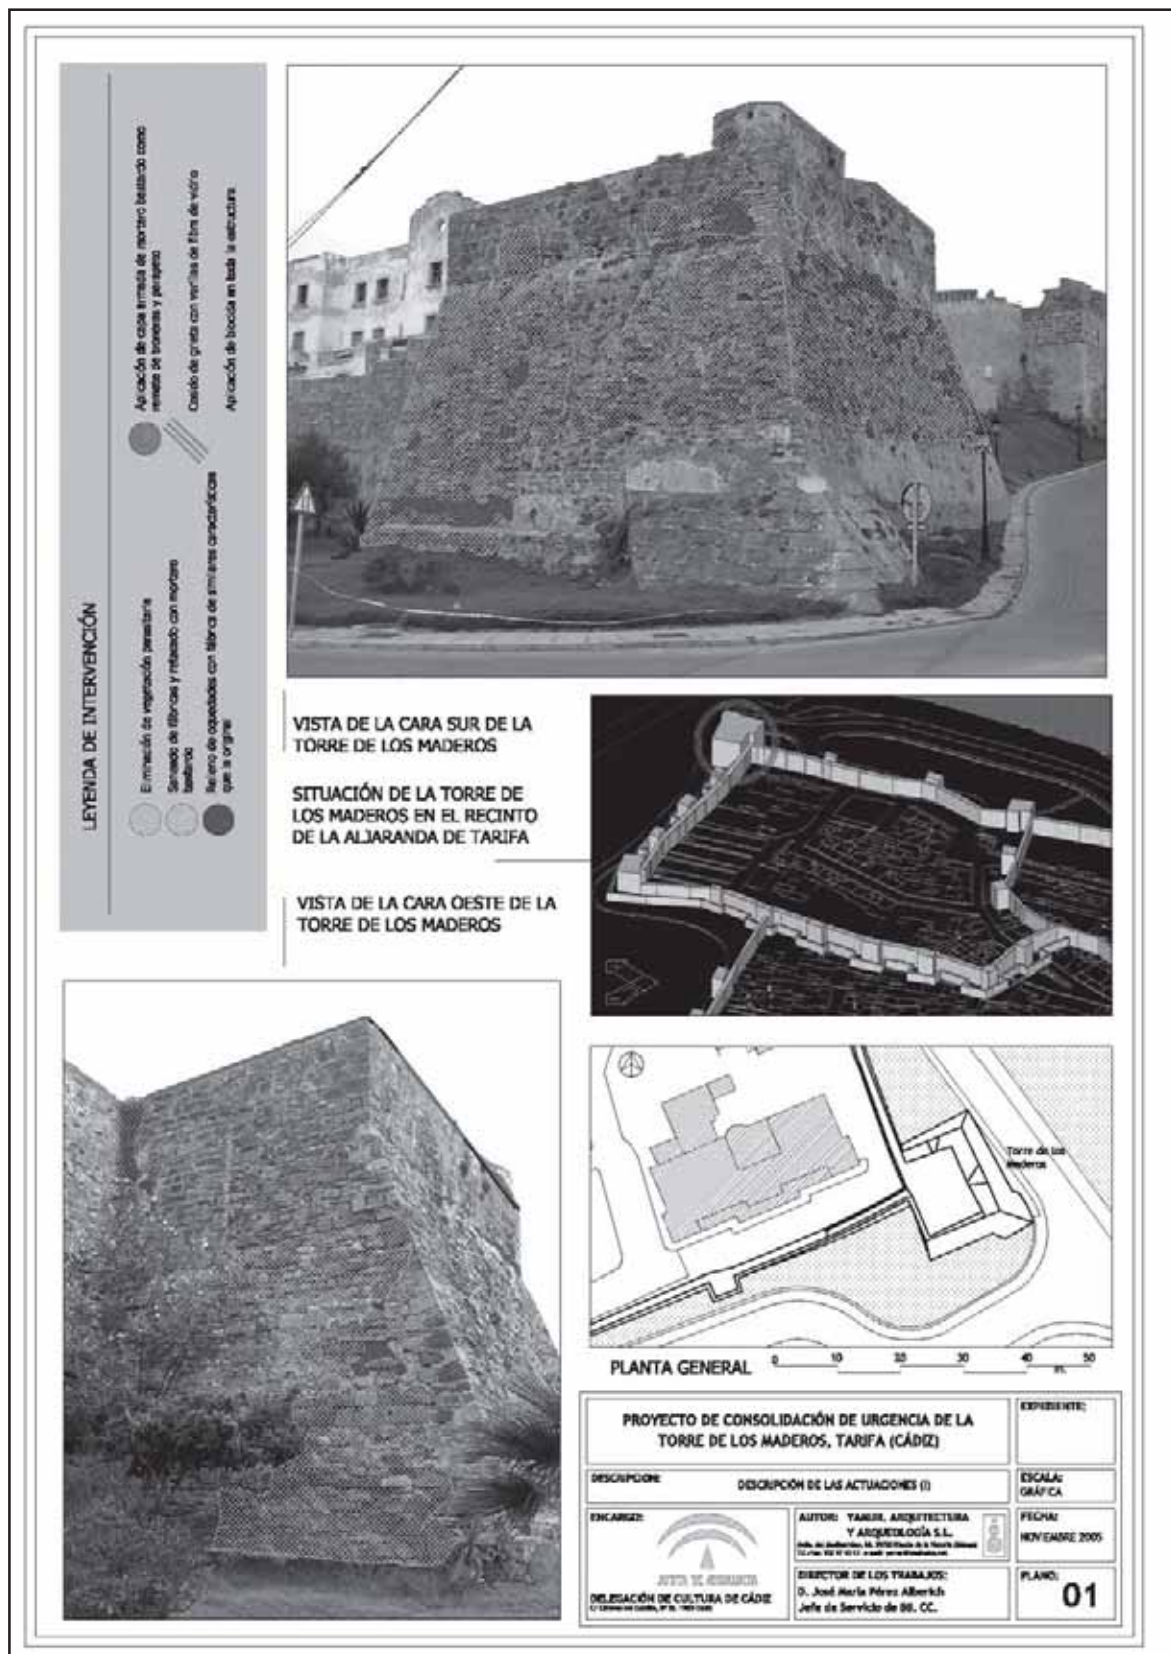 LEYENDA DE INTERVENCIÓN
Eliminación de vegetación parasitaria
Saneado de fábricas y retacado con mortero
bastardo
Relleno de oquedades con fábrica de similares características
que la original
Aplicación de capa armada de mortero bastardo como
remate de troneras y parapeto
Cosido de grieta con varillas de fibra de vidrio
Aplicación de biocida en toda la estructura
VISTA DE LA CARA SUR DE LA
TORRE DE LOS MADEROS
SITUACIÓN DE LA TORRE DE
LOS MADEROS EN EL RECINTO
DE LA ALJARANDA DE TARIFA
VISTA DE LA CARA OESTE DE LA
TORRE DE LOS MADEROS
Torre de los
Maderos
PLANTA GENERAL
0 10 20 30 40 50
m.
PROYECTO DE CONSOLIDACIÓN DE URGENCIA DE LA
TORRE DE LOS MADEROS, TARIFA (CÁDIZ)
EXPEDIENTE:
DESCRIPCION:
DESCRIPCIÓN DE LAS ACTUACIONES (I)
ESCALA:
GRÁFICA
ENCARGO:
JUNTA DE ANDALUCIA
DELEGACIÓN DE CULTURA DE CÁDIZ
AUTOR: YAMUR, ARQUITECTURA
Y ARQUEOLOGÍA S.L.
FECHA:
NOVIEMBRE 2005
DIRECTOR DE LOS TRABAJOS:
D. José María Pérez Alberich
Jefe de Servicio de BB. CC.
PLANO:
01